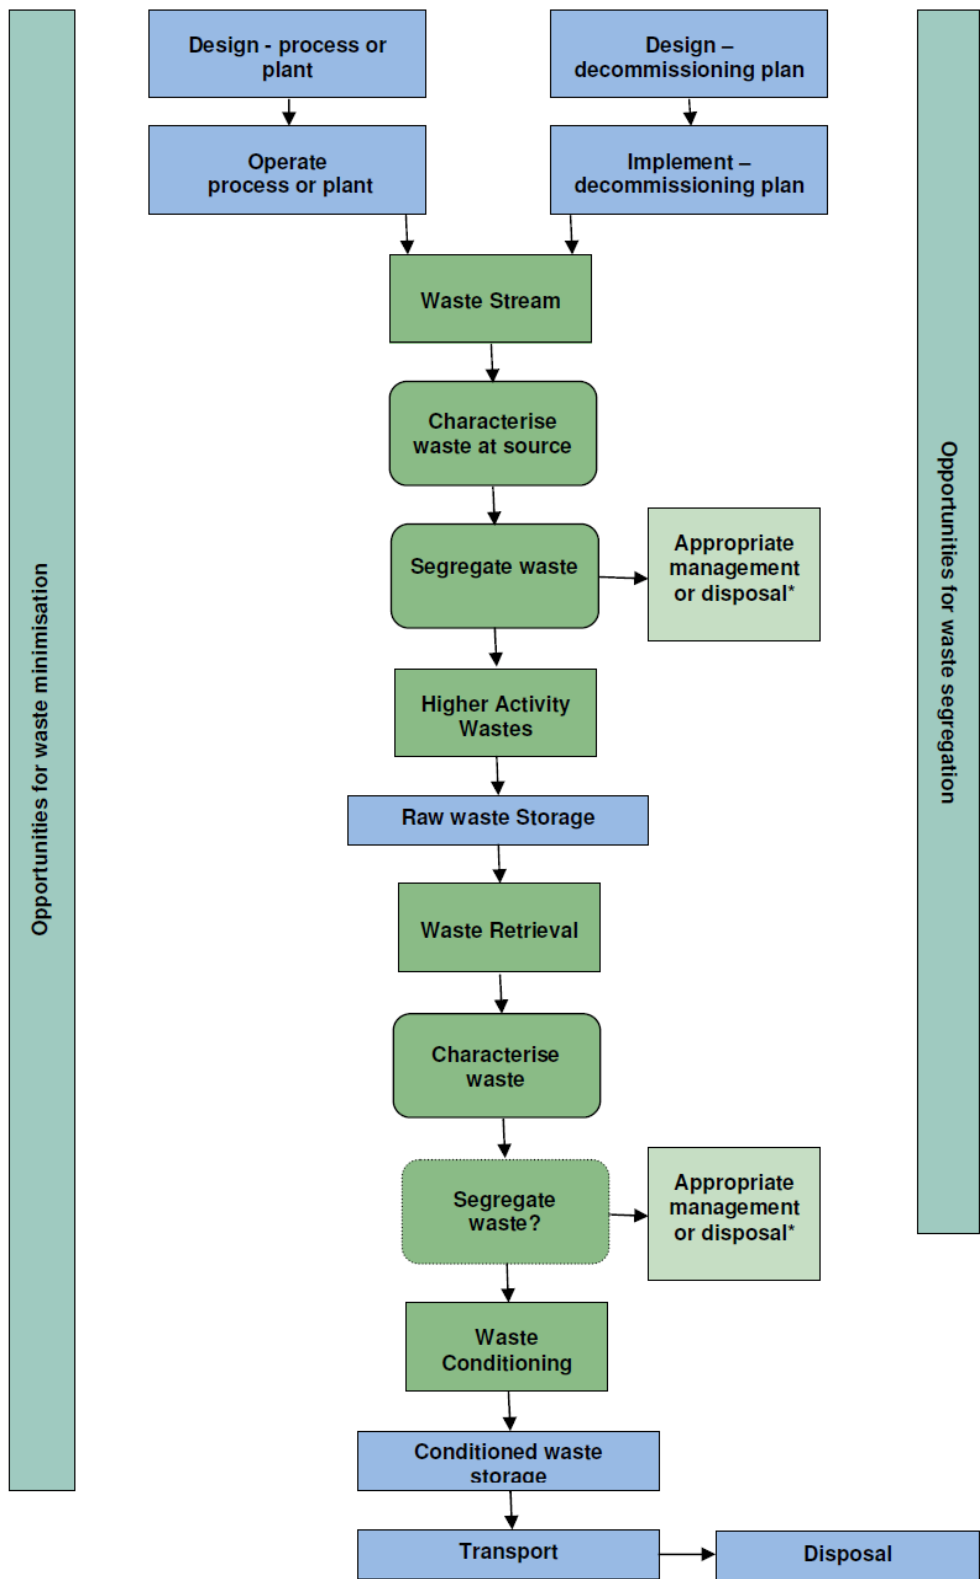 Design - process or
plant
Design –
decommissioning plan
Operate
process or plant
Implement –
decommissioning plan
Waste Stream
Characterise
waste at source
Segregate waste
Appropriate
management
or disposal*
Higher Activity
Wastes
Raw waste Storage
Waste Retrieval
Characterise
waste
Segregate
waste?
Appropriate
management
or disposal*
Waste
Conditioning
Conditioned waste
storage
Transport
Disposal
Opportunities for waste minimisation
Opportunities for waste segregation